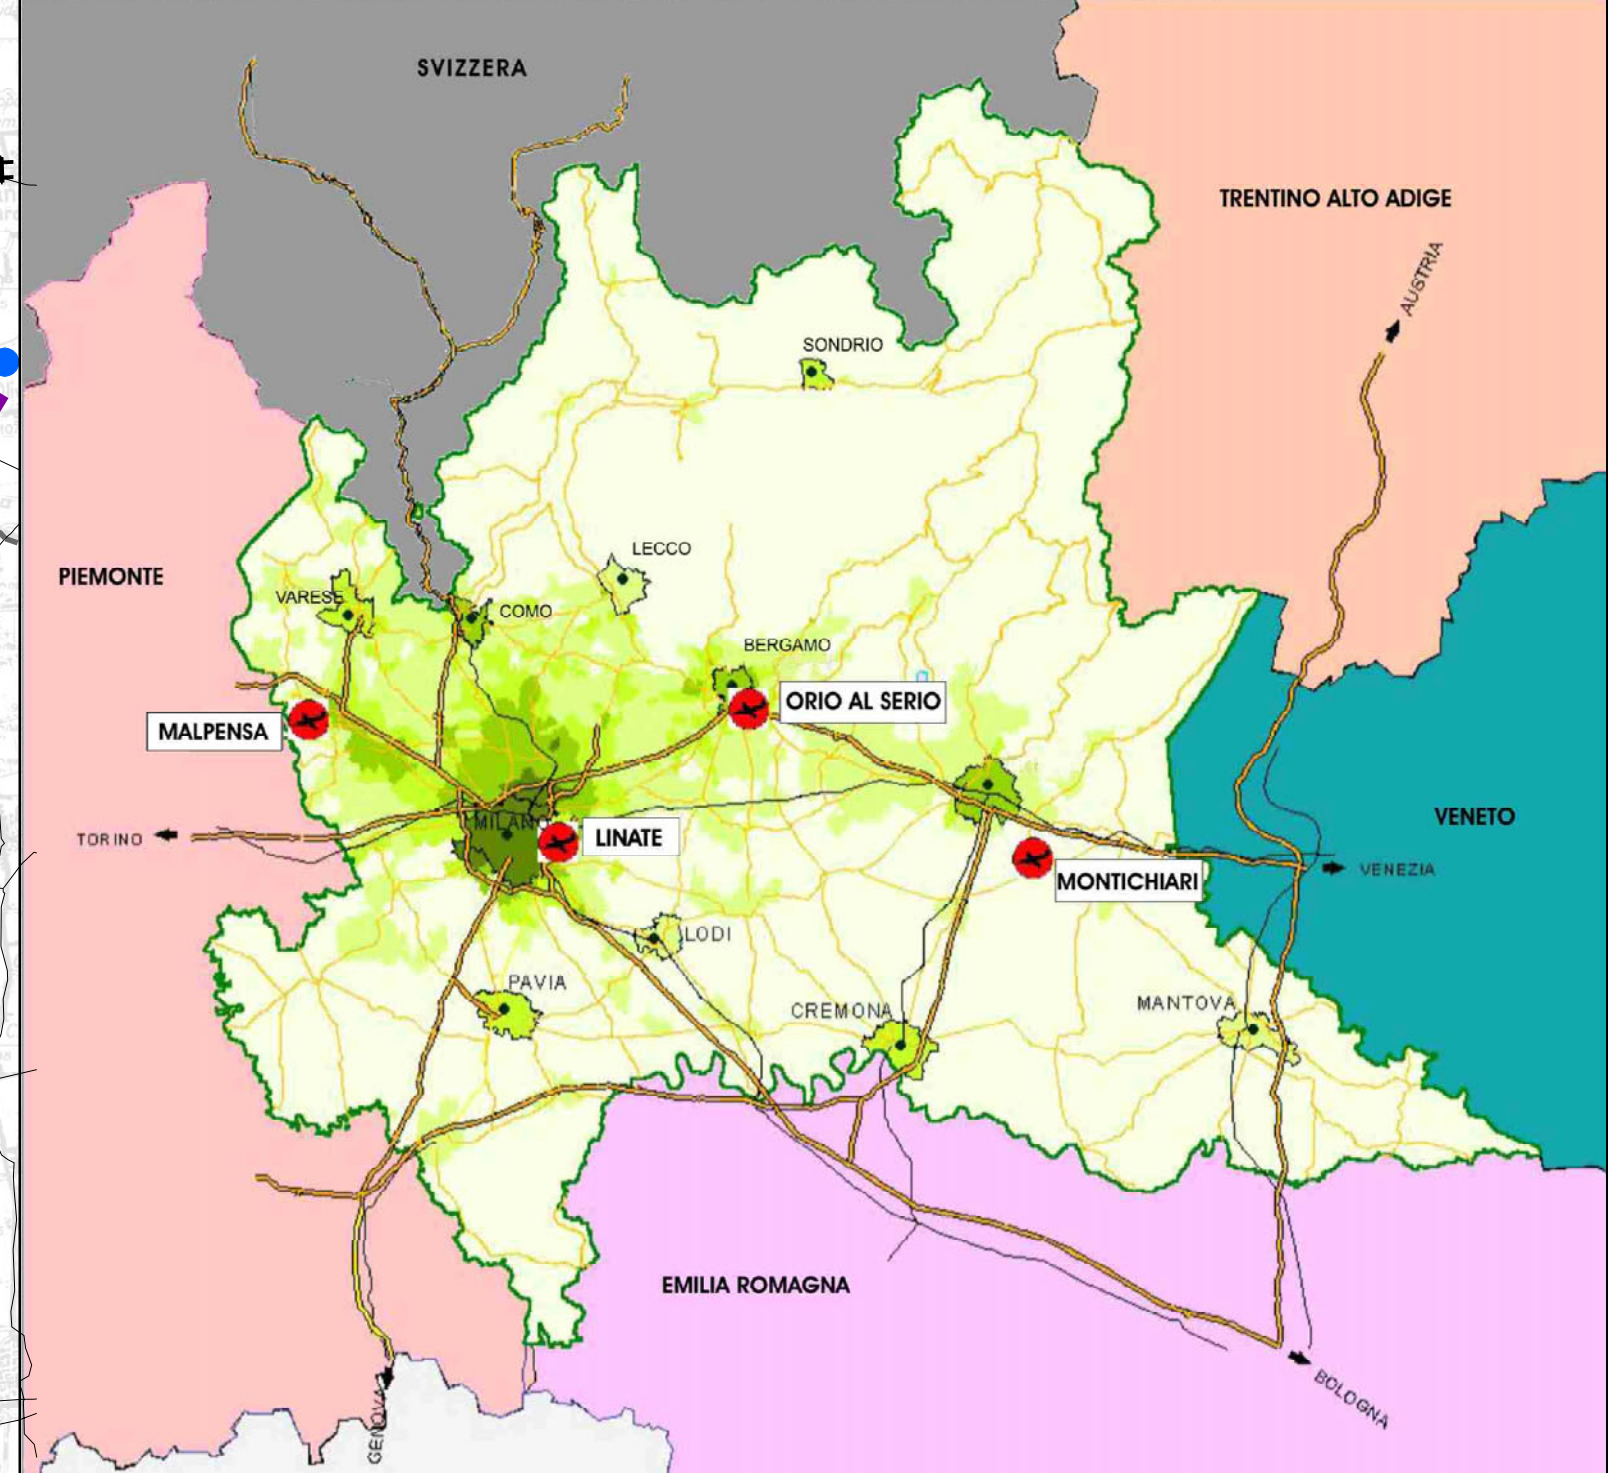 SVIZZERA
TRENTINO ALTO ADIGE
AUSTRIA
SONDRIO
LECCO
PIEMONTE
VARESE
COMO
BERGAMO
ORIO AL SERIO
MALPENSA
MILANO
LINATE
TORINO
VENETO
VENEZIA
MONTICHIARI
LODI
PAVIA
CREMONA
MANTOVA
EMILIA ROMAGNA
BOLOGNA
GENOVA